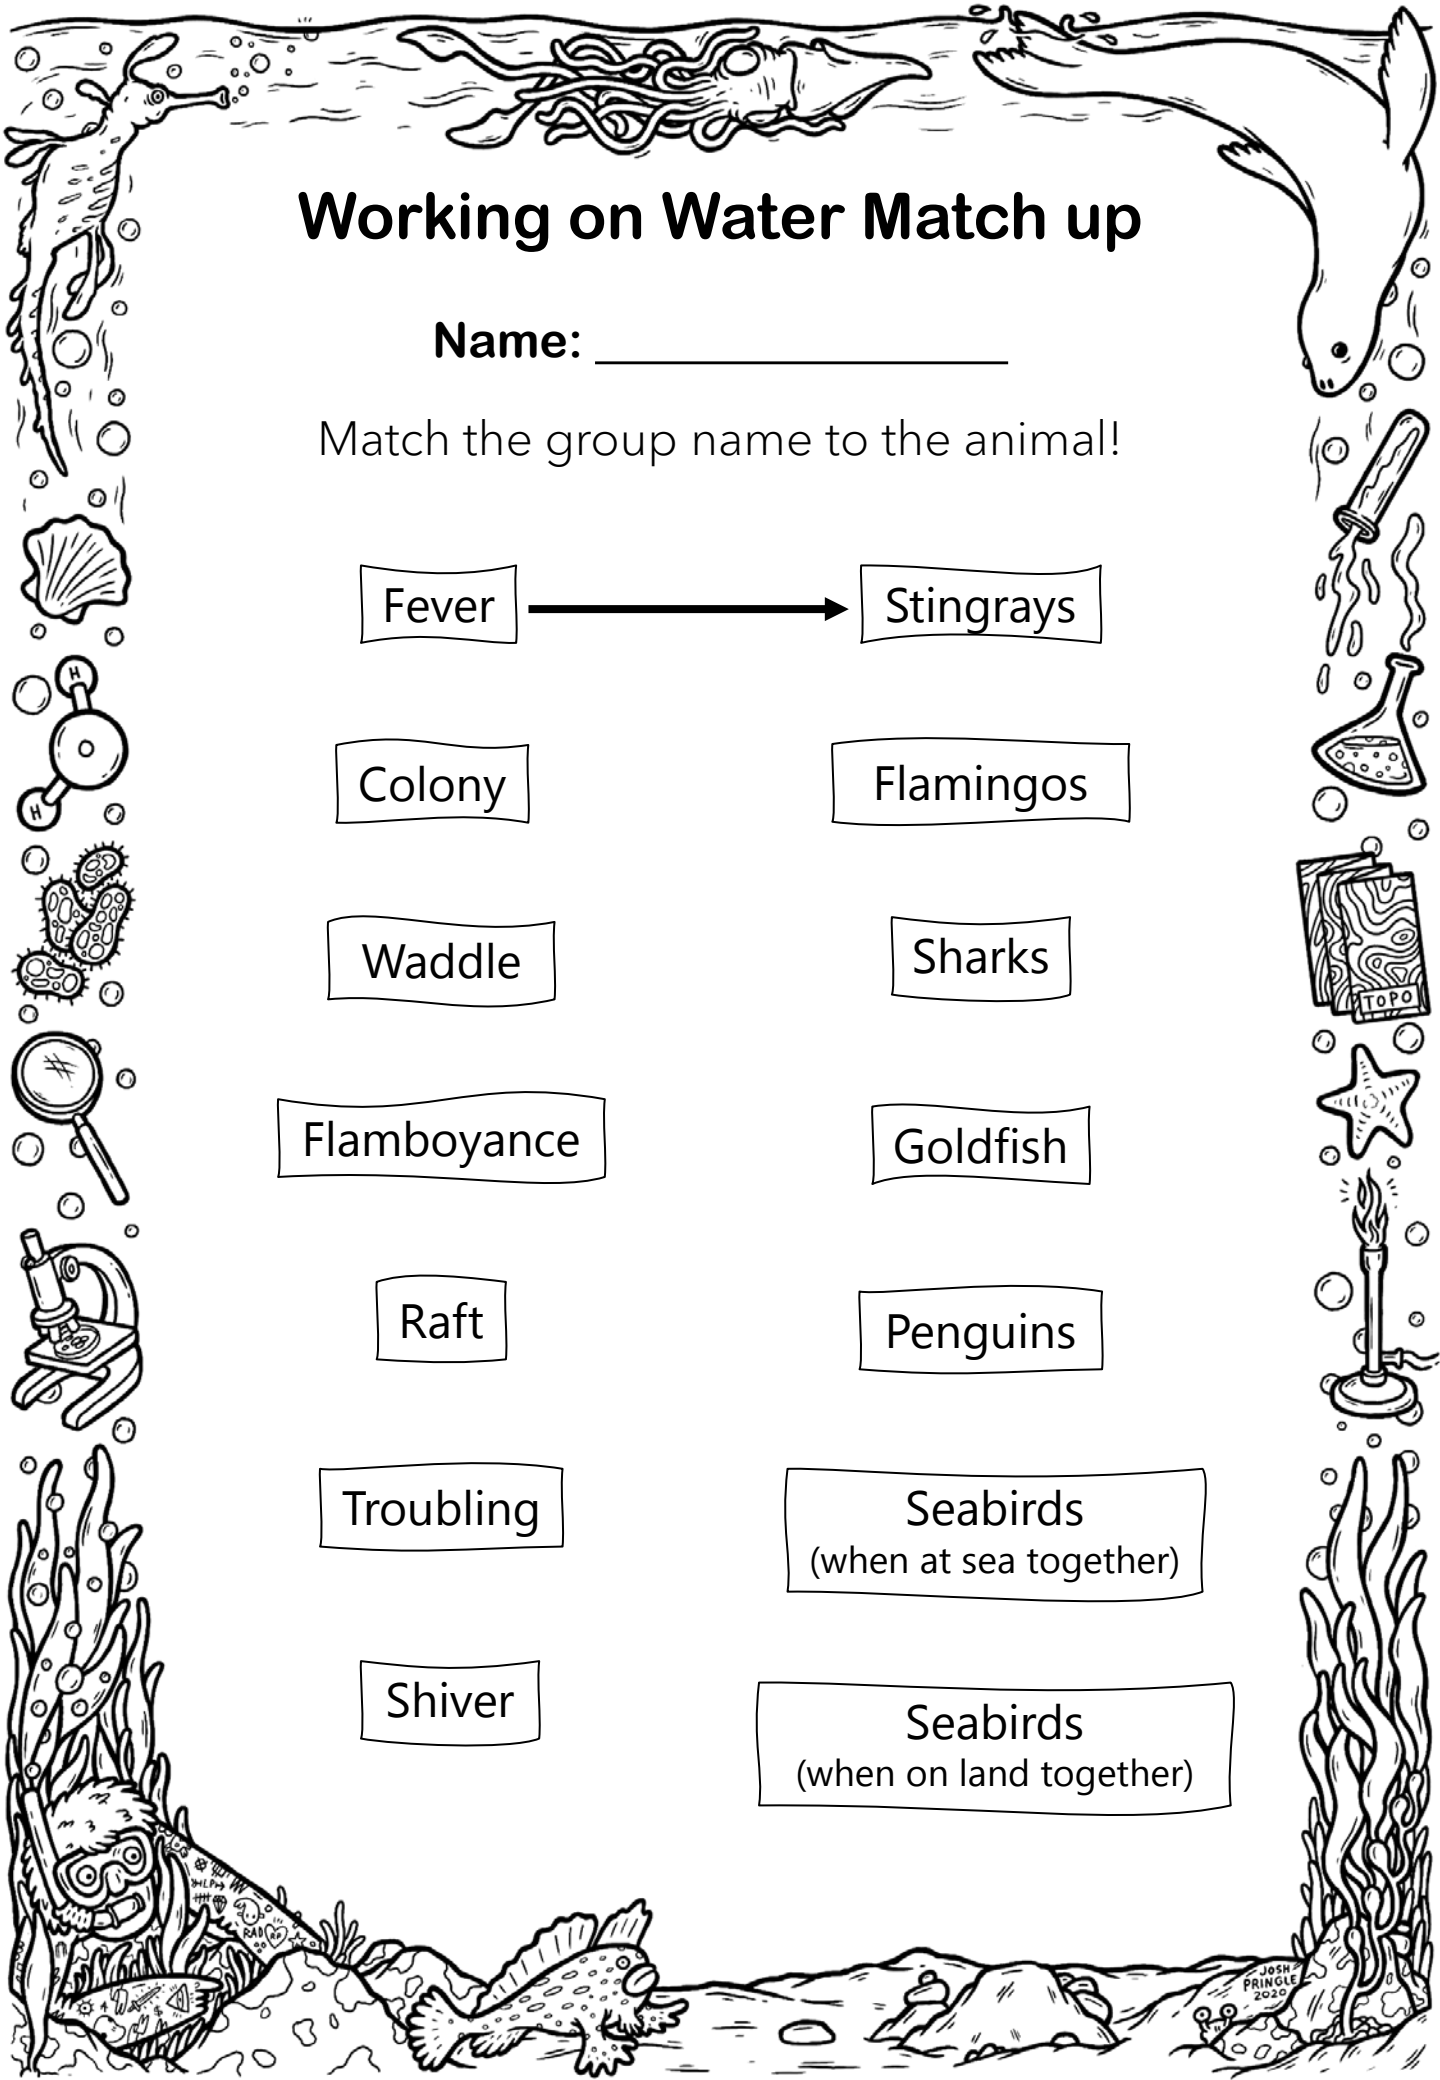 Working on Water Match up
Name: ________________
Match the group name to the animal!
Fever
Stingrays
Colony
Flamingos
Waddle
Sharks
Flamboyance
Goldfish
Raft
Penguins
Troubling
Seabirds
(when at sea together)
Shiver
Seabirds
(when on land together)
H
H
TOPO
RAD
JOSH
PRINGLE
2020